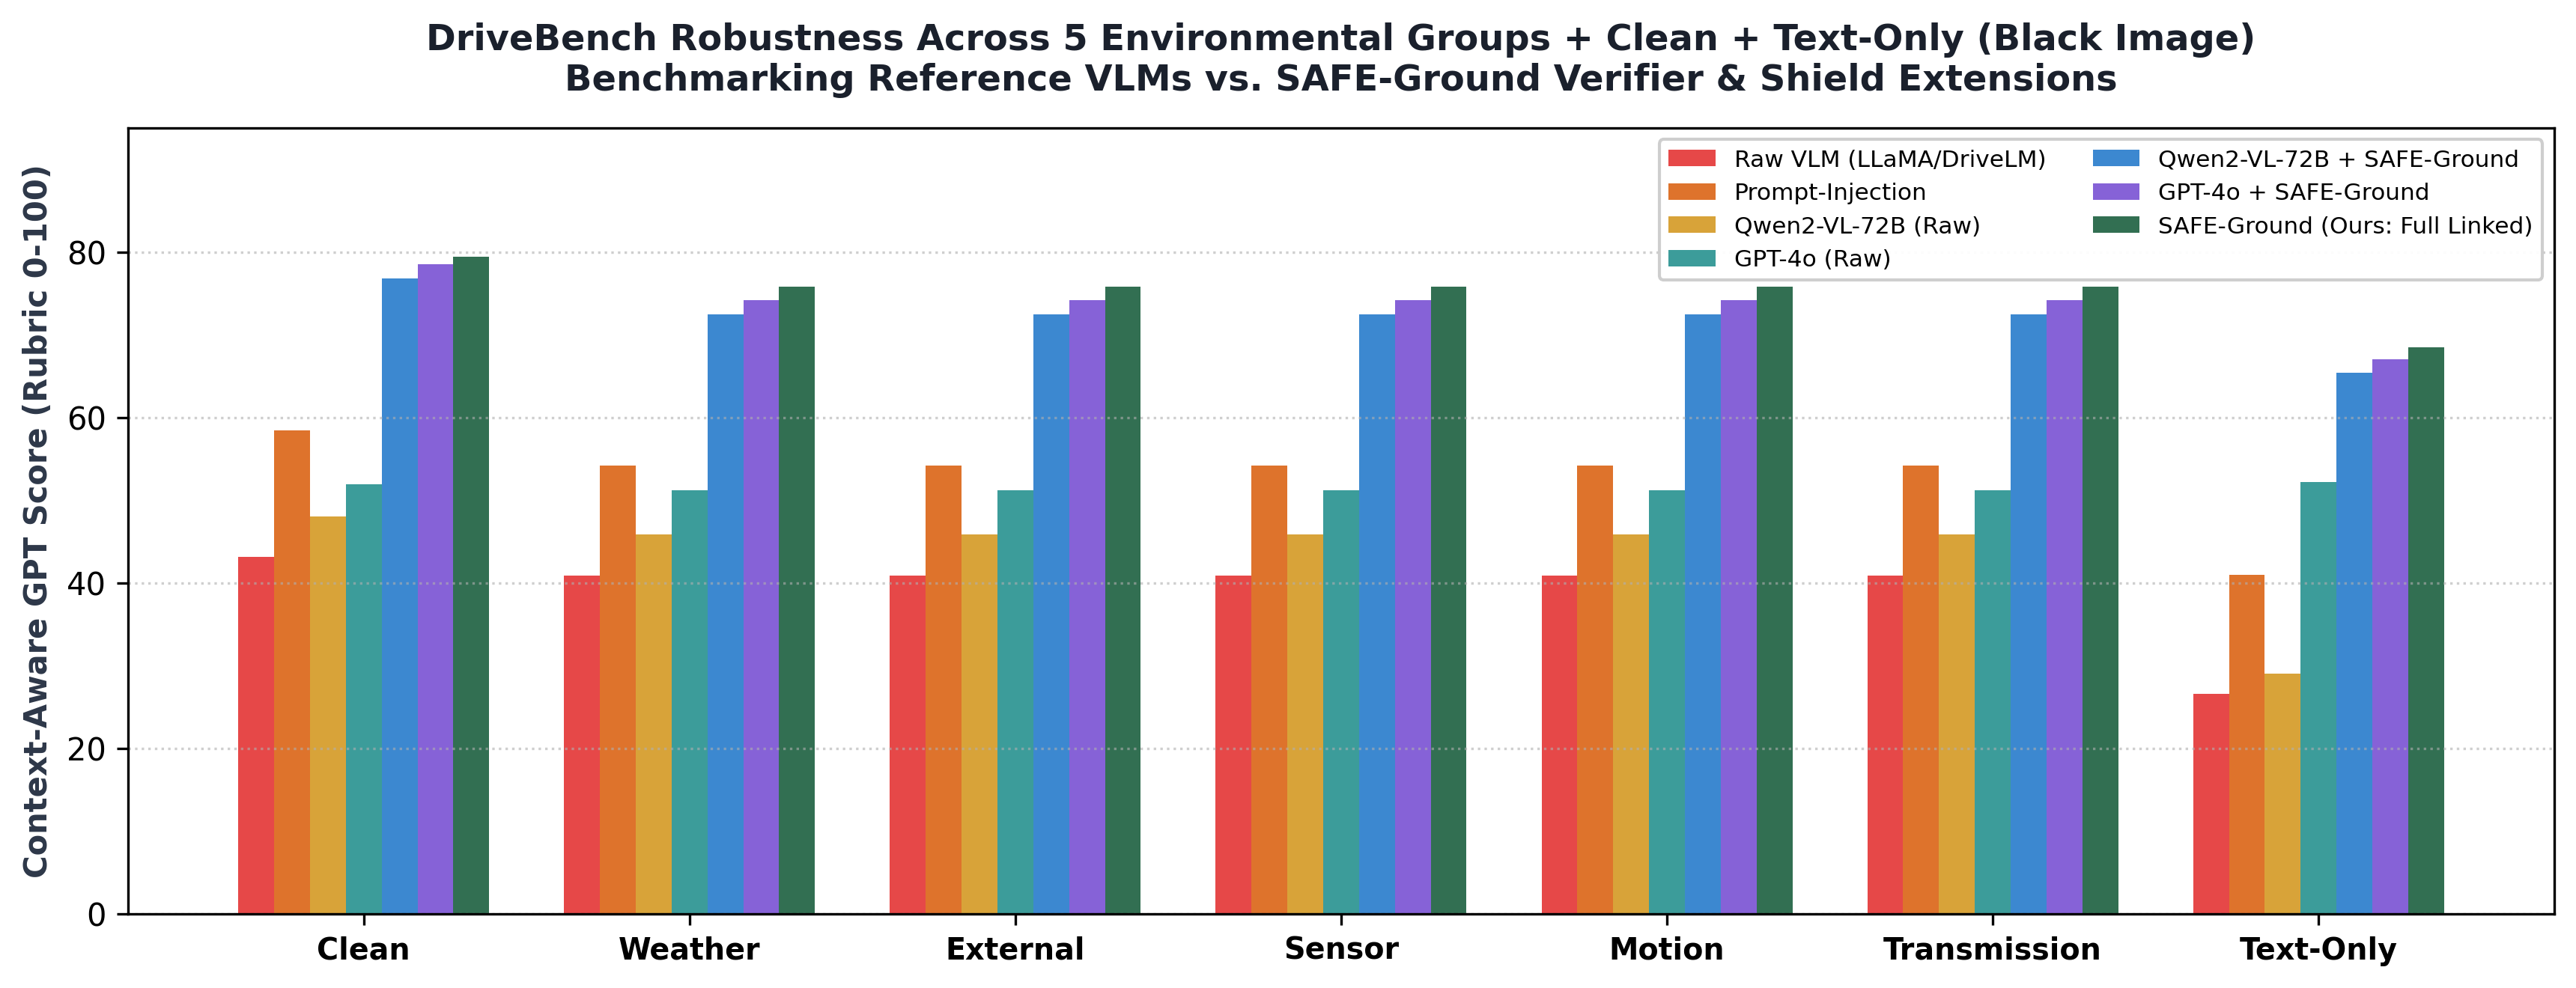 DriveBench Robustness Across 5 Environmental Groups + Clean + Text-Only (Black Image)
Benchmarking Reference VLMs vs. SAFE-Ground Verifier & Shield Extensions
Context-Aware GPT Score (Rubric 0-100)
80
60
40
20
0
Raw VLM (LLaMA/DriveLM)
Prompt-Injection
Qwen2-VL-72B (Raw)
GPT-4o (Raw)
Qwen2-VL-72B + SAFE-Ground
GPT-4o + SAFE-Ground
SAFE-Ground (Ours: Full Linked)
Clean
Weather
External
Sensor
Motion
Transmission
Text-Only